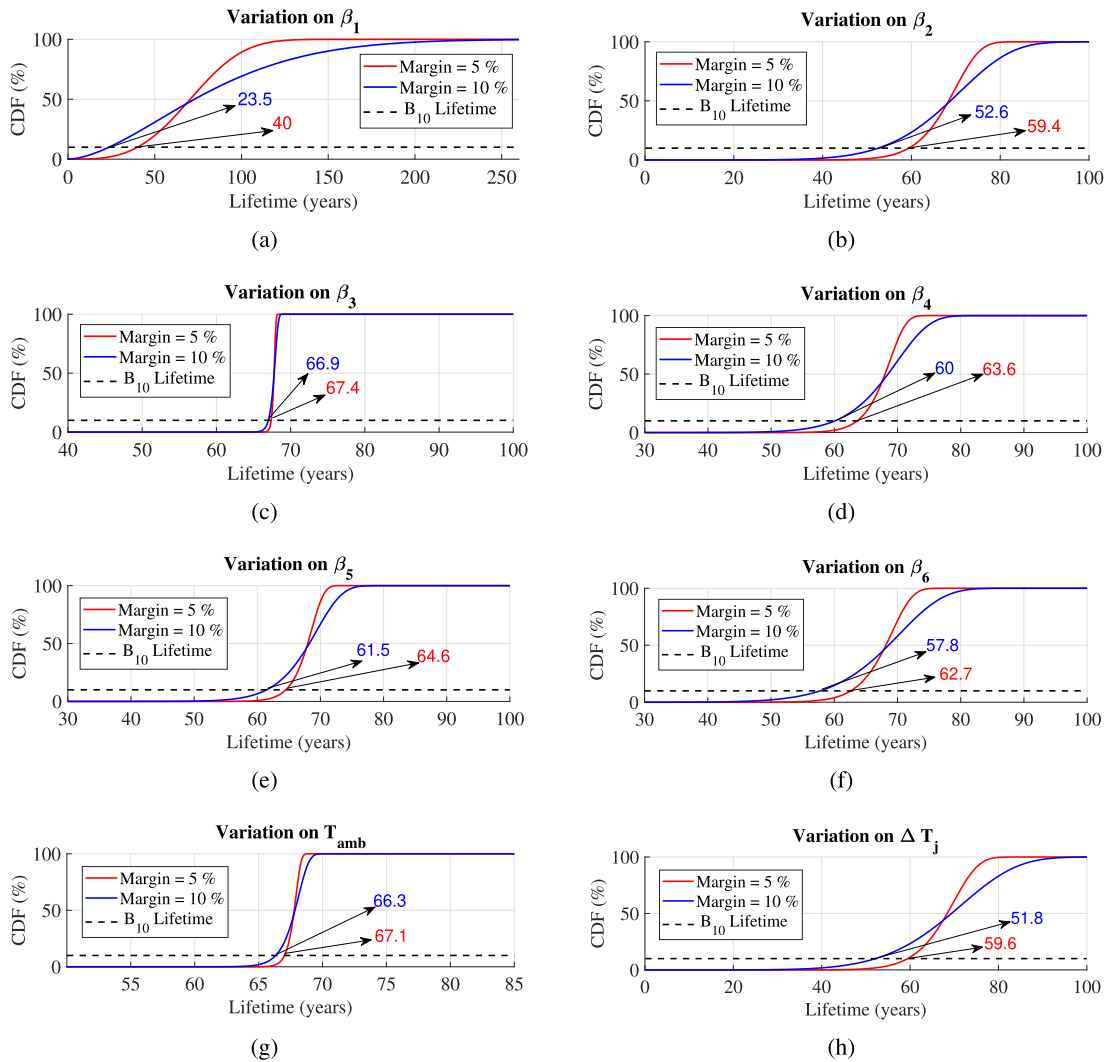 Variation on β1
CDF (%)
100
50
0
Margin = 5 %
Margin = 10 %
B10 Lifetime
23.5
40
0 50 100 150 200 250
Lifetime (years)
(a)
Variation on β2
CDF (%)
100
50
0
Margin = 5 %
Margin = 10 %
B10 Lifetime
52.6
59.4
0 20 40 60 80 100
Lifetime (years)
(b)
Variation on β3
CDF (%)
100
50
0
Margin = 5 %
Margin = 10 %
B10 Lifetime
66.9
67.4
40 50 60 70 80 90 100
Lifetime (years)
(c)
Variation on β4
CDF (%)
100
50
0
Margin = 5 %
Margin = 10 %
B10 Lifetime
60
63.6
30 40 50 60 70 80 90 100
Lifetime (years)
(d)
Variation on β5
CDF (%)
100
50
0
Margin = 5 %
Margin = 10 %
B10 Lifetime
61.5
64.6
30 40 50 60 70 80 90 100
Lifetime (years)
(e)
Variation on β6
CDF (%)
100
50
0
Margin = 5 %
Margin = 10 %
B10 Lifetime
57.8
62.7
30 40 50 60 70 80 90 100
Lifetime (years)
(f)
Variation on Tamb
CDF (%)
100
50
0
Margin = 5 %
Margin = 10 %
B10 Lifetime
66.3
67.1
55 60 65 70 75 80 85
Lifetime (years)
(g)
Variation on Δ Tj
CDF (%)
100
50
0
Margin = 5 %
Margin = 10 %
B10 Lifetime
51.8
59.6
0 20 40 60 80 100
Lifetime (years)
(h)